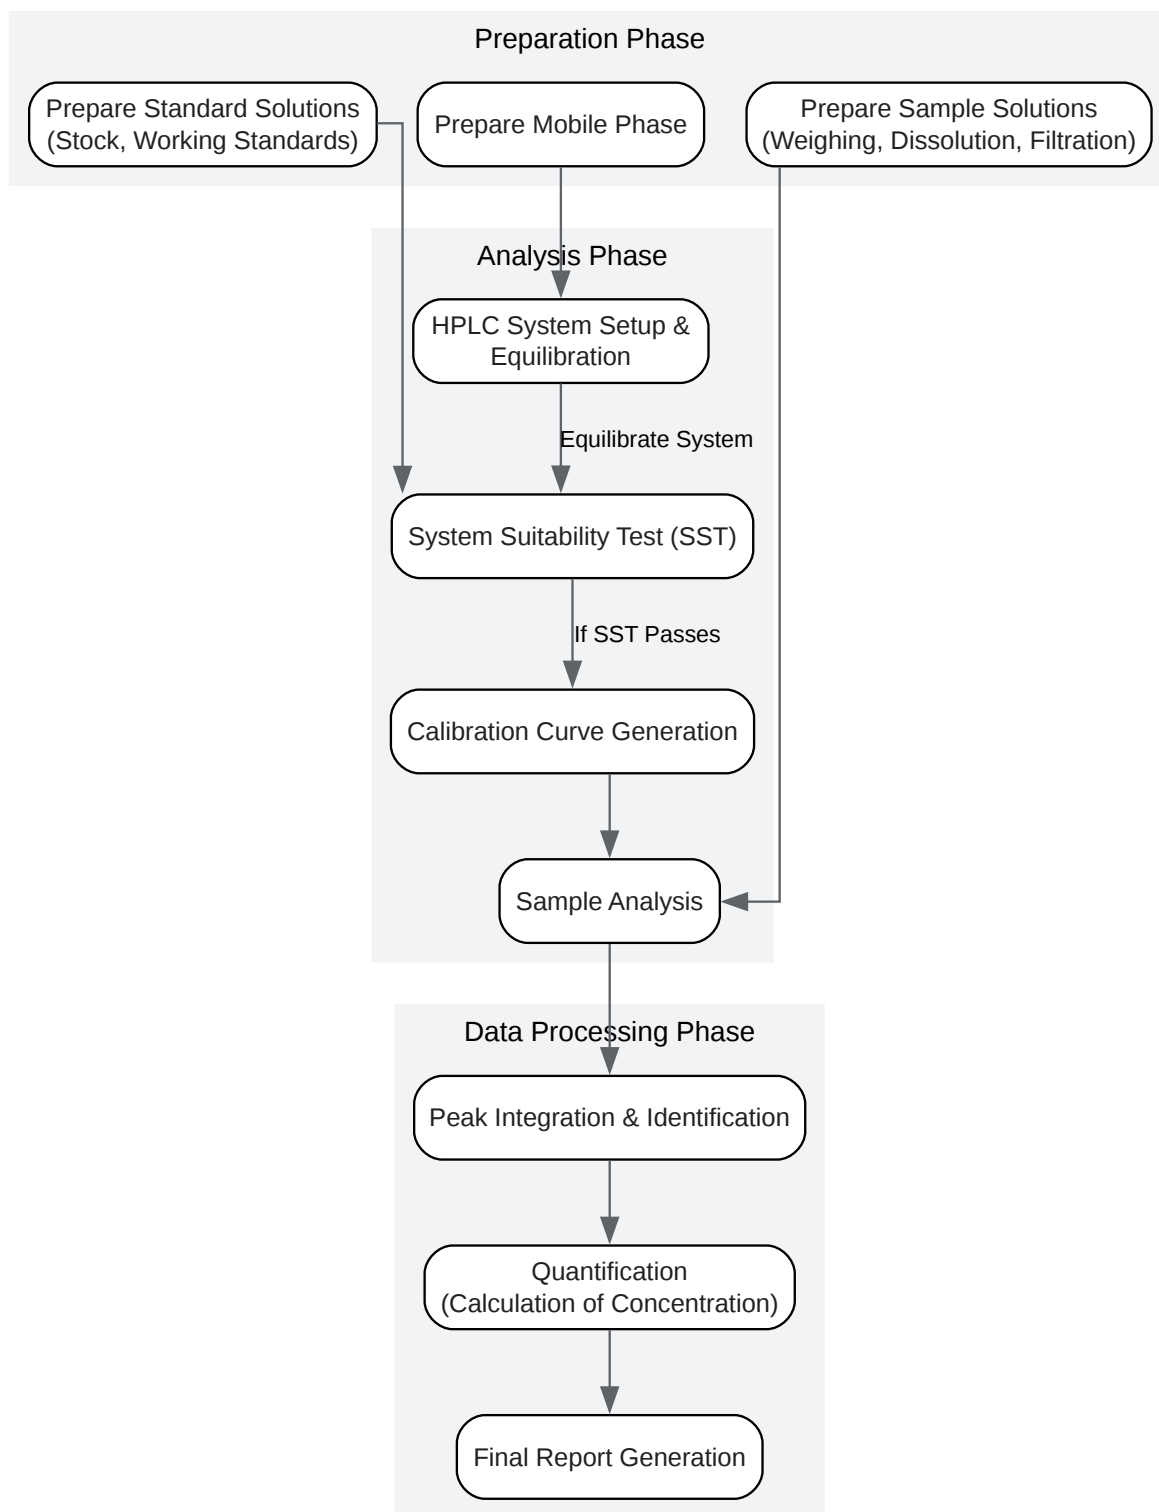 Preparation Phase
Prepare Standard Solutions
(Stock, Working Standards)
Prepare Mobile Phase
Prepare Sample Solutions
(Weighing, Dissolution, Filtration)
Analysis Phase
HPLC System Setup &
Equilibration
Equilibrate System
System Suitability Test (SST)
If SST Passes
Calibration Curve Generation
Sample Analysis
Data Processing Phase
Peak Integration & Identification
Quantification
(Calculation of Concentration)
Final Report Generation